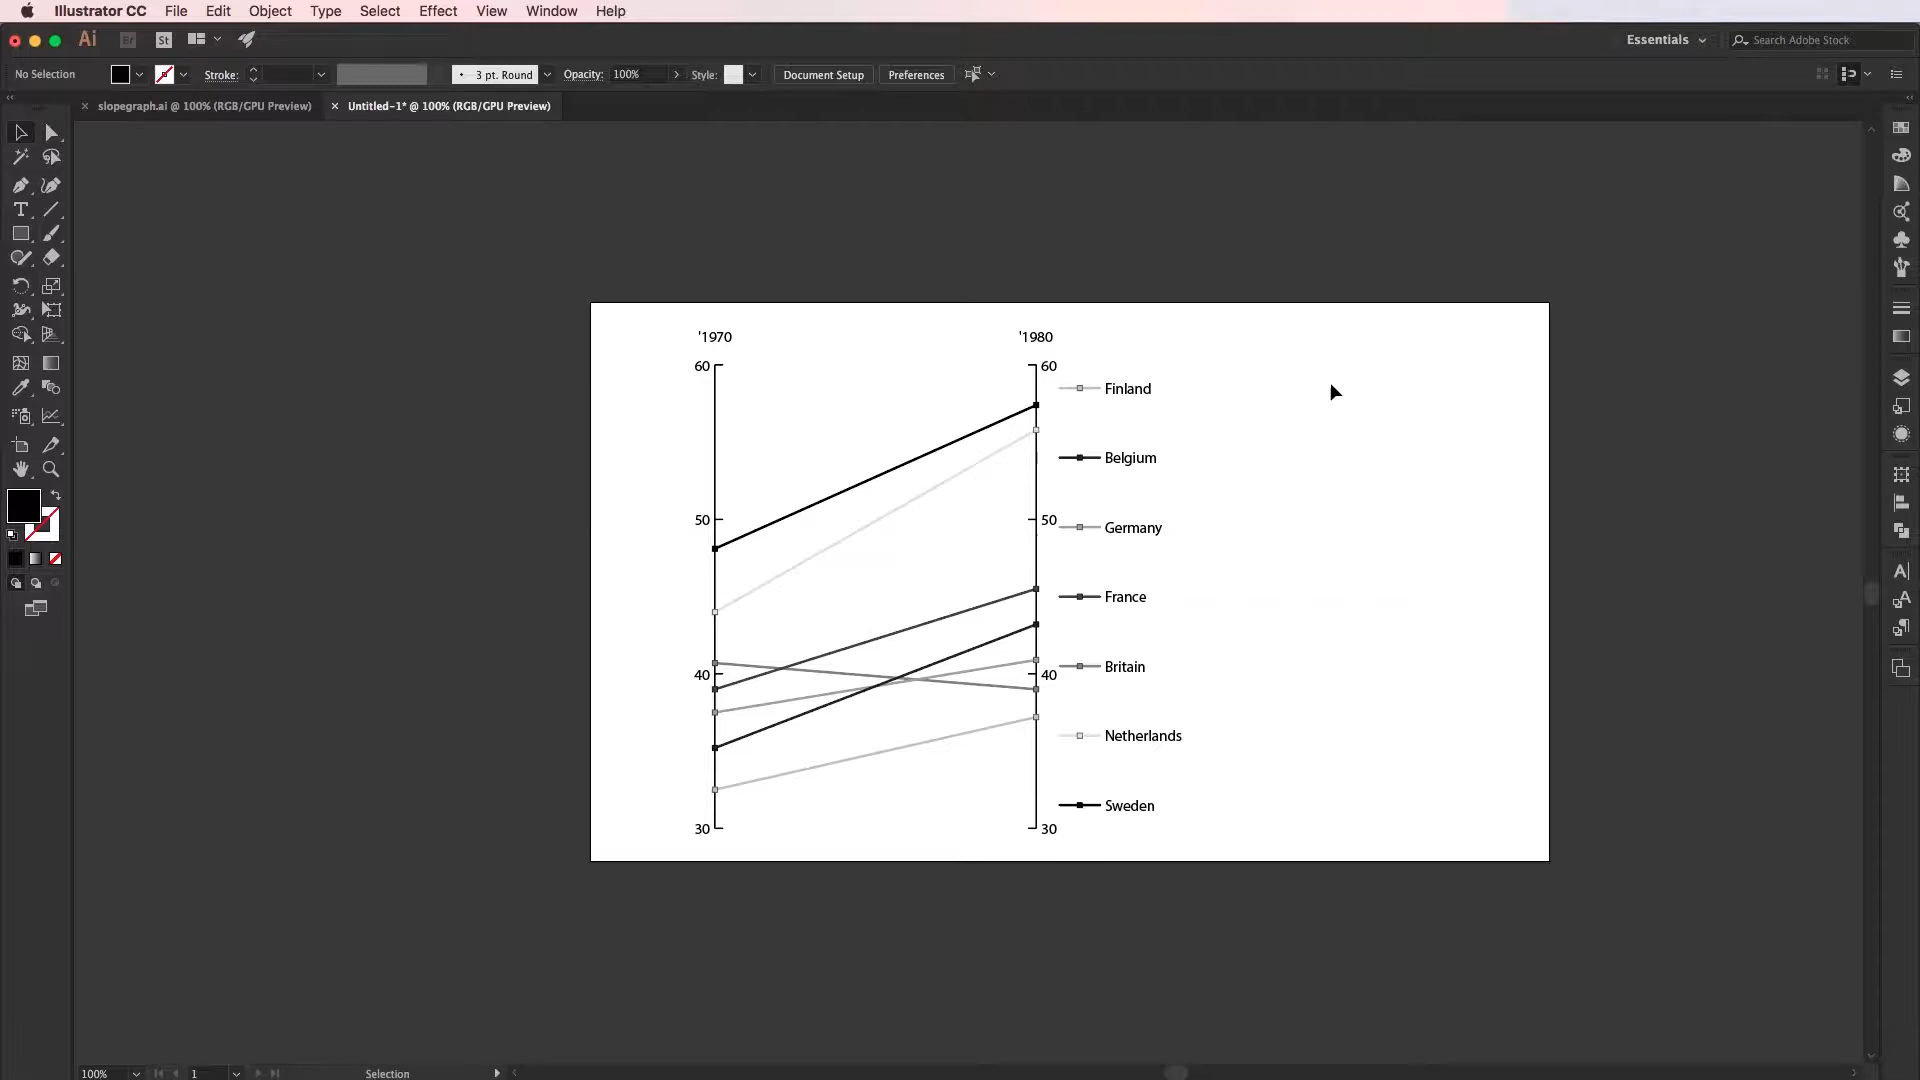 Illustrator CC File Edit Object Type Select Effect View Window Help
Ai Br St Essentials Search Adobe Stock
No Selection Stroke: 3 pt. Round Opacity: 100% Style: Document Setup Preferences
slopegraph.ai @ 100% (RGB/GPU Preview) Untitled-1* @ 100% (RGB/GPU Preview)
'1970 '1980
60 60
Finland
Belgium
50 50
Germany
France
Britain
40 40
Netherlands
Sweden
30 30
100% 1 Selection